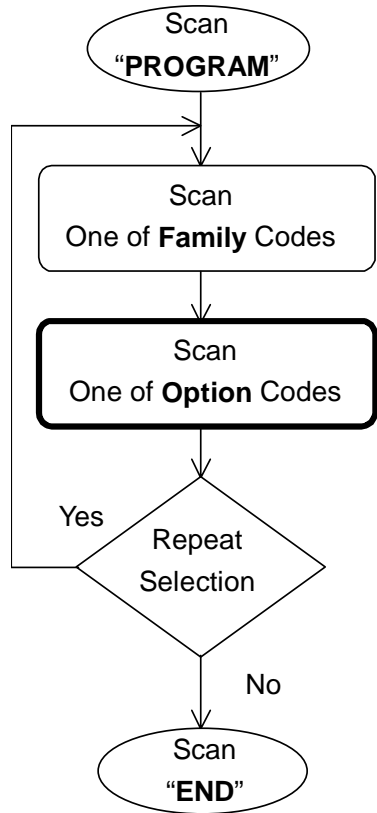 Scan
“PROGRAM”
Scan
One of Family Codes
Scan
One of Option Codes
Yes
Repeat
Selection
No
Scan
“END”